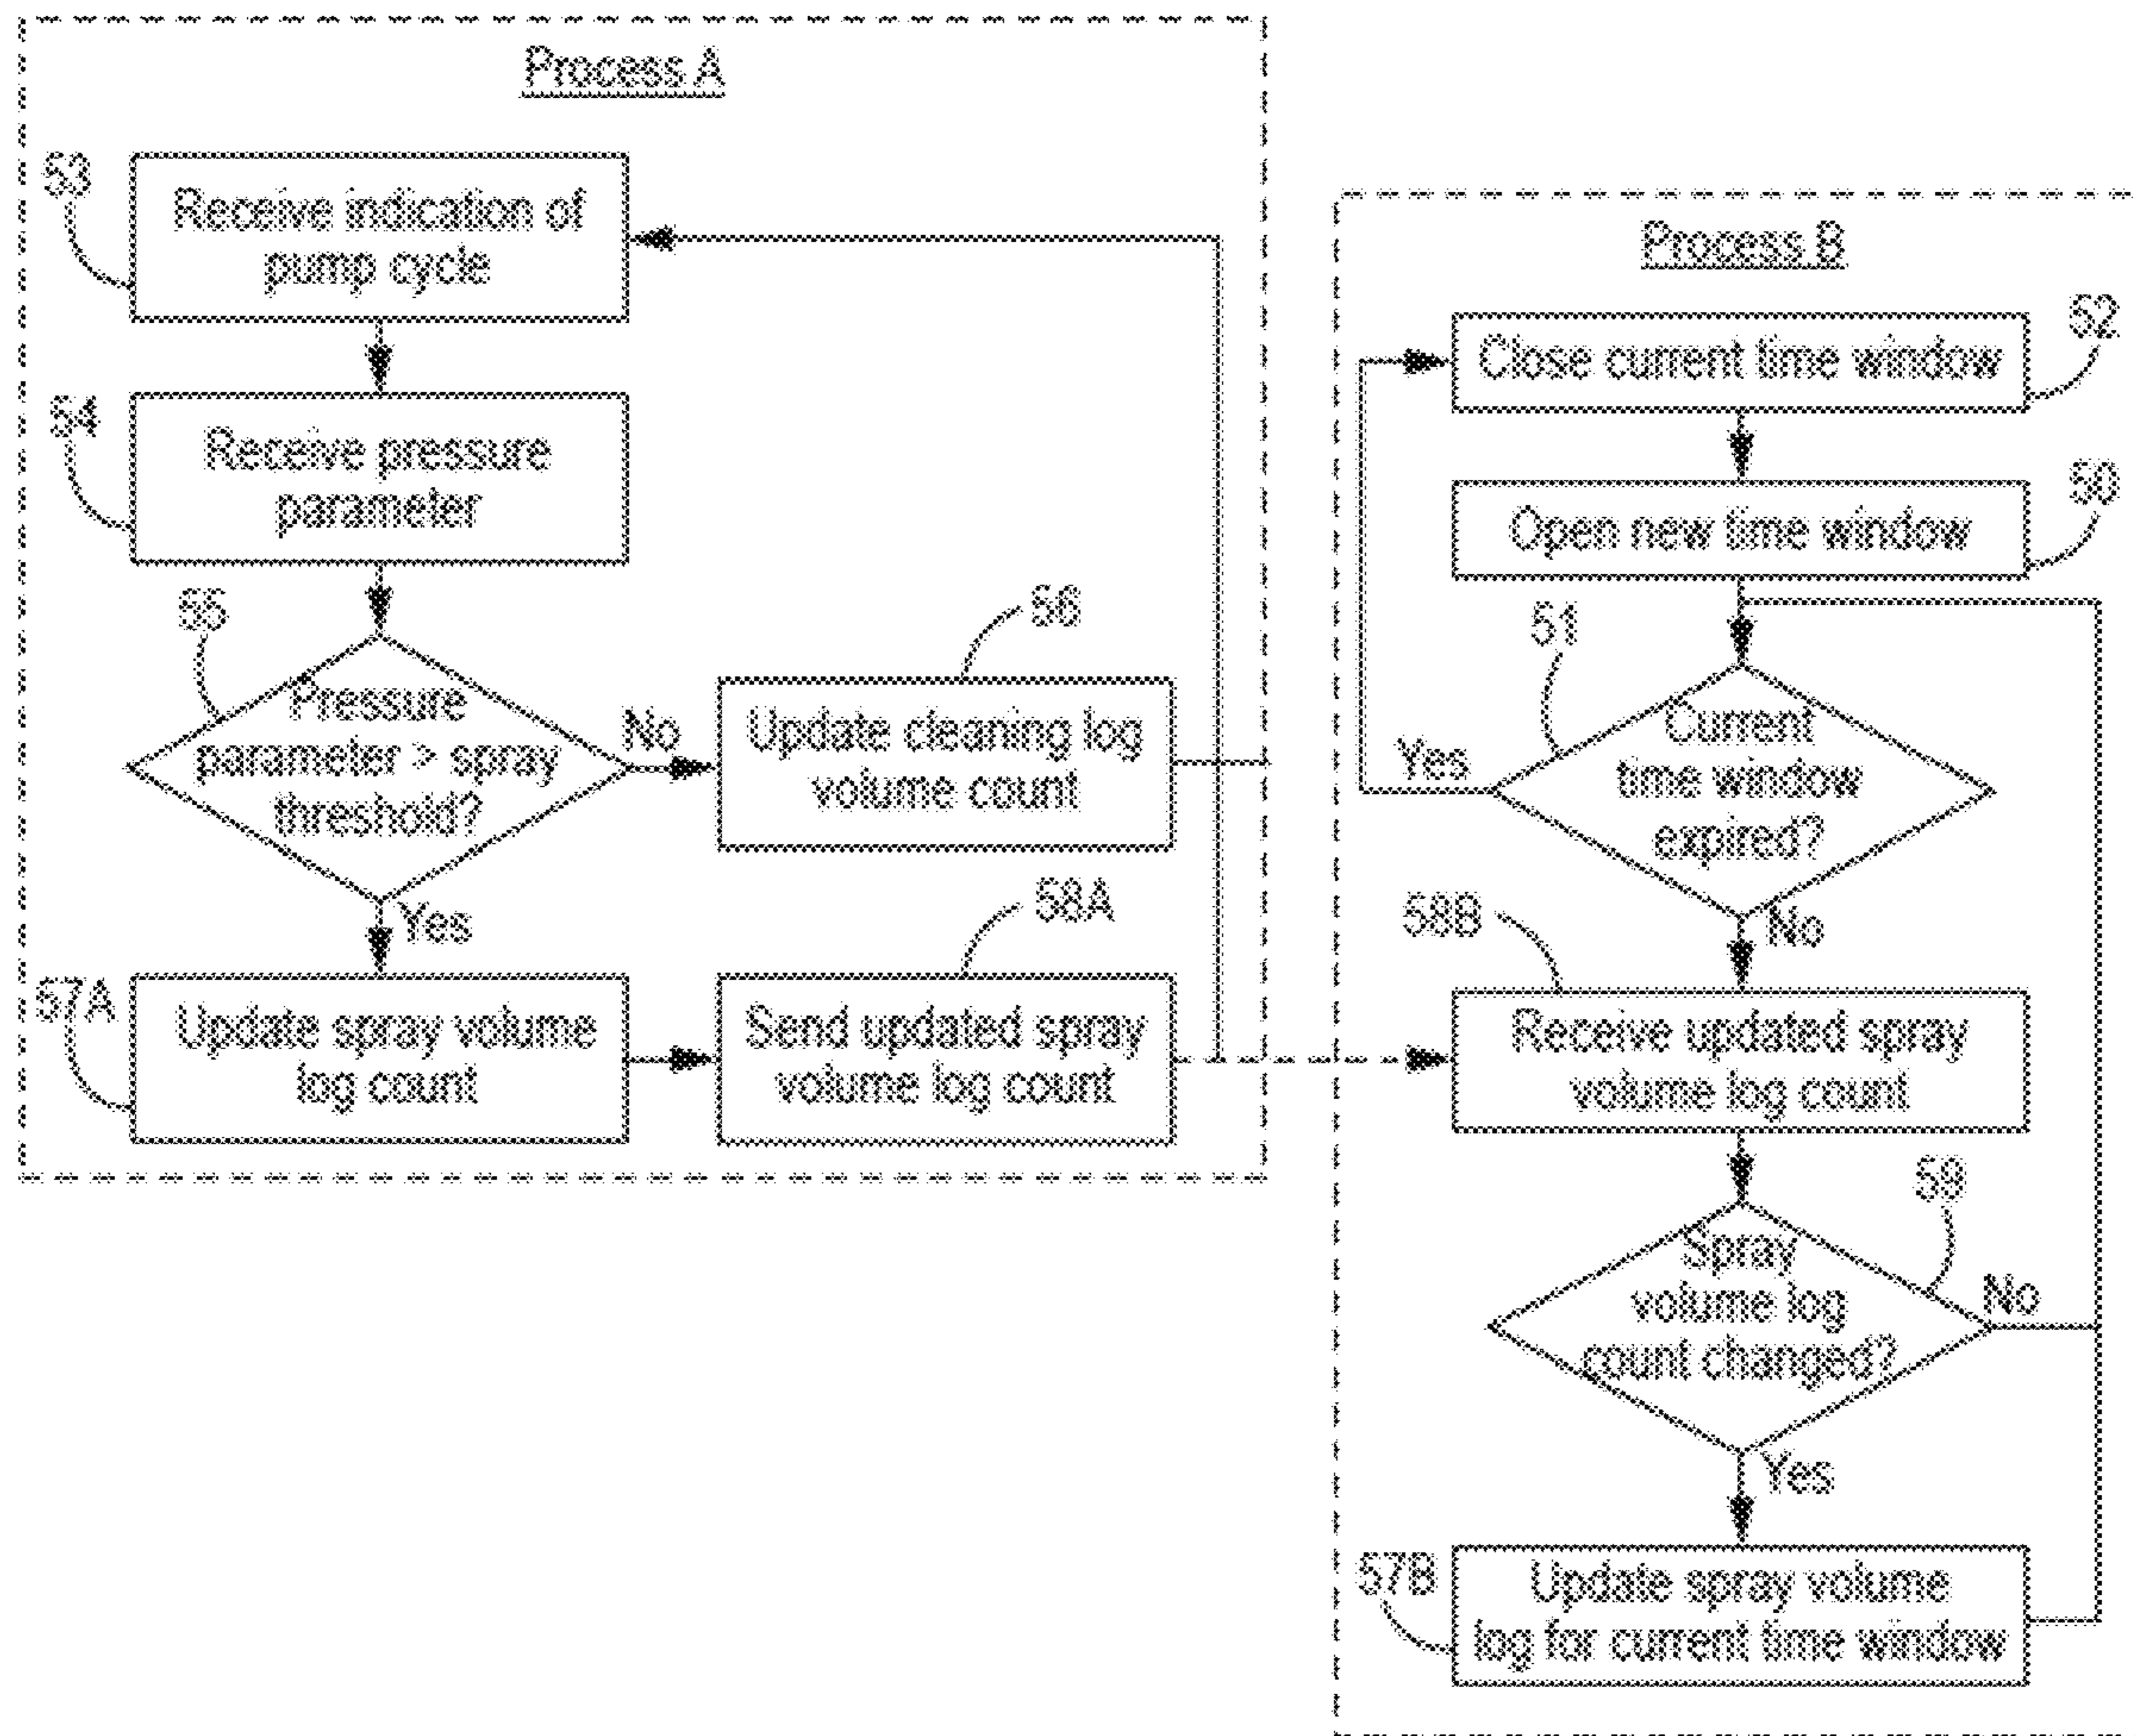 Process A
53
Receive indication of
pump cycle
54
Receive pressure
parameter
55
Pressure
parameter > spray
threshold?
No
56
Update cleaning log
volume count
Yes
57A
Update spray volume
log count
58A
Send updated spray
volume log count
Process B
52
Close current time window
50
Open new time window
51
Current
time window
expired?
Yes
No
58B
Receive updated spray
volume log count
59
Spray
volume log
count changed?
No
Yes
57B
Update spray volume
log for current time window